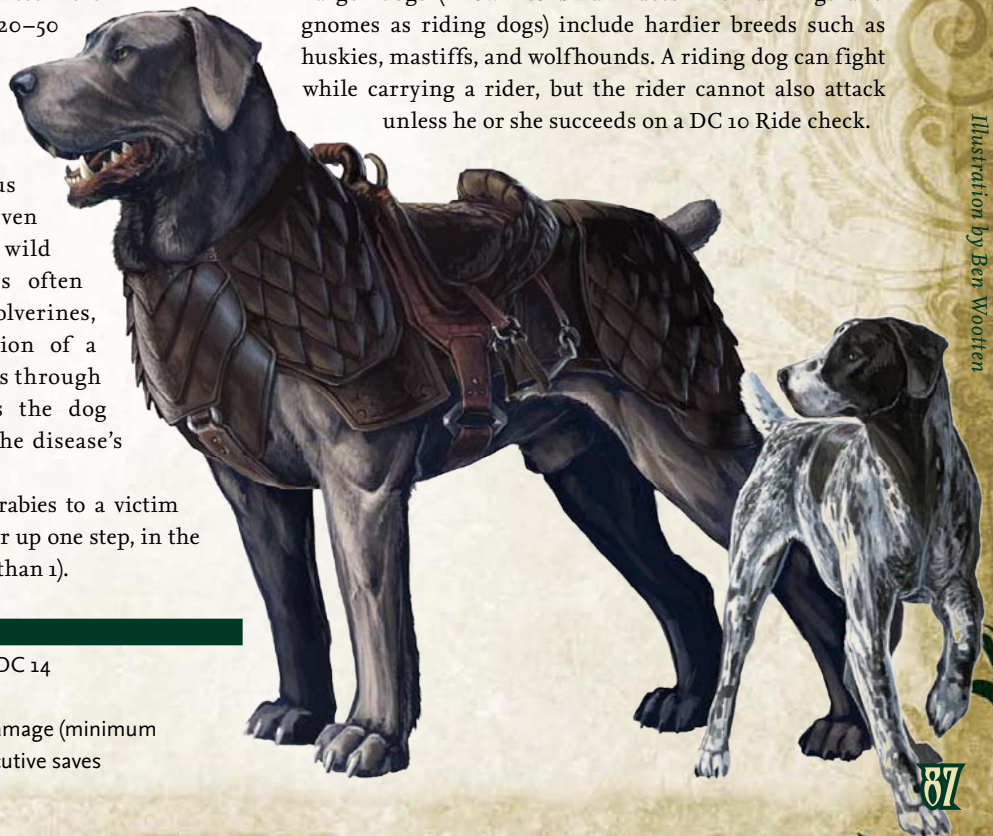 20–50
us
ven
wild
s often
olverines,
ion of a
s through
s the dog
he disease's
rabies to a victim
r up one step, in the
than 1).
DC 14
mage (minimum
utive saves
gnomes as riding dogs) include hardier breeds such as
huskies, mastiffs, and wolfhounds. A riding dog can fight
while carrying a rider, but the rider cannot also attack
unless he or she succeeds on a DC 10 Ride check.
Illustration by Ben Wootten
87